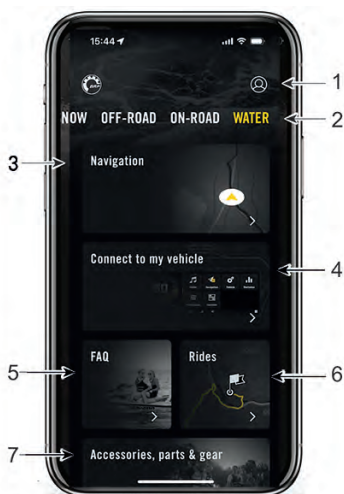 15:44
1
NOW OFF-ROAD ON-ROAD WATER
2
3
Navigation
Connect to my vehicle
4
5
FAQ
Rides
6
7
Accessories, parts & gear